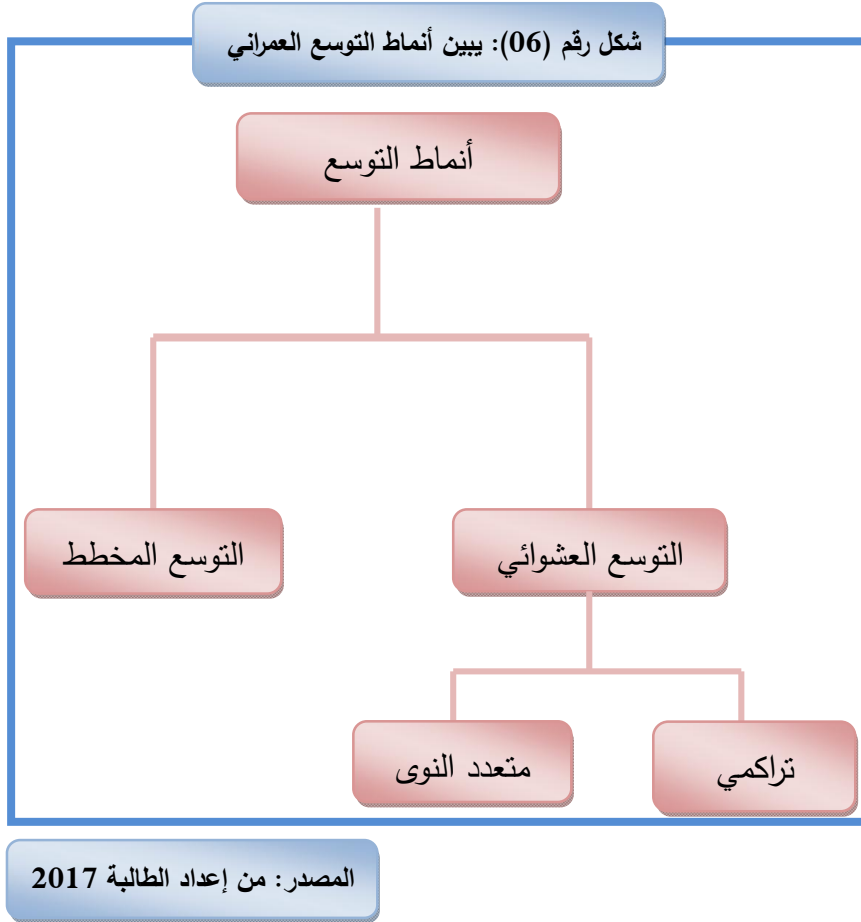 شكل رقم (06): يبين أنماط التوسع العمراني
أنماط التوسع
التوسع العشوائي
التوسع المخطط
تراكمي
متعدد النوى
المصدر: من إعداد الطالبة 2017